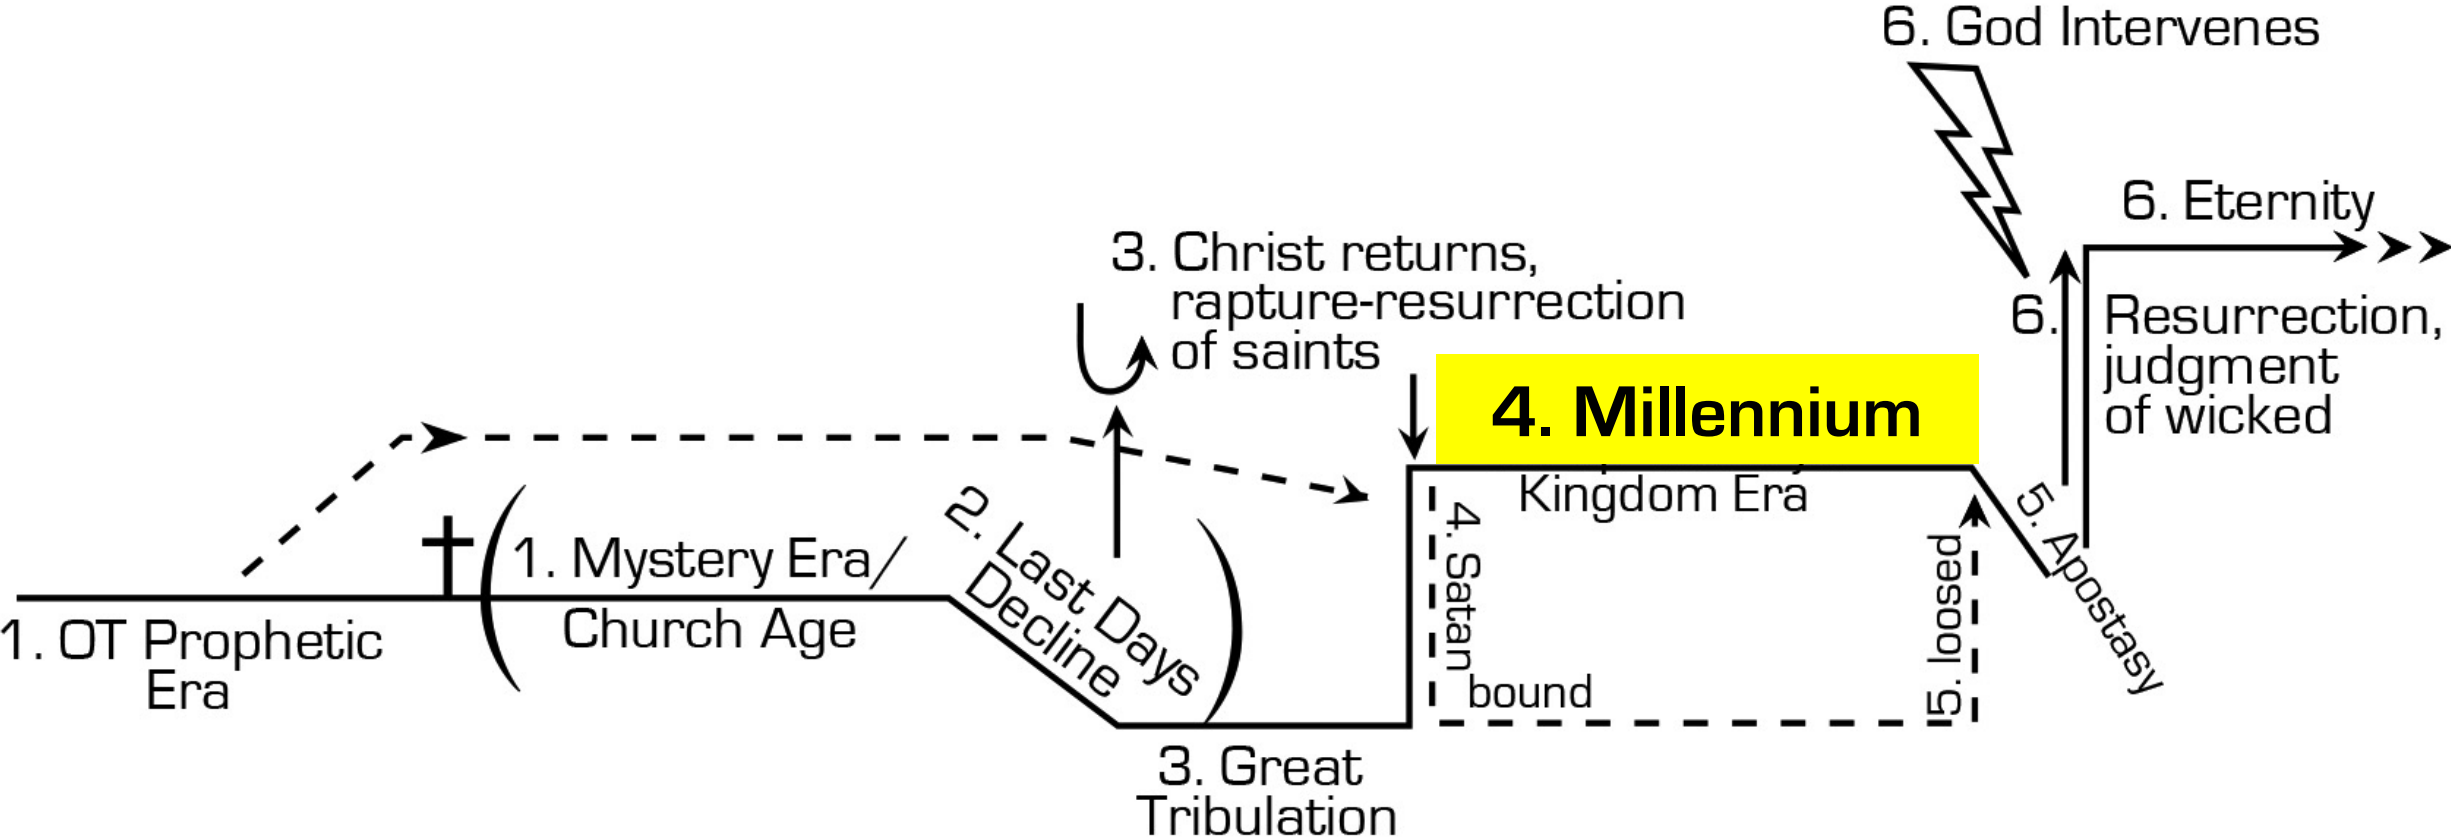 6. God Intervenes
6. Eternity
3. Christ returns,
rapture-resurrection
of saints
6. Resurrection,
judgment
of wicked
4. Millennium
Kingdom Era
1. Mystery Era/
Church Age
2. Last Days
Decline
4. Satan
bound
5. loosed
5. Apostasy
1. OT Prophetic
Era
3. Great
Tribulation